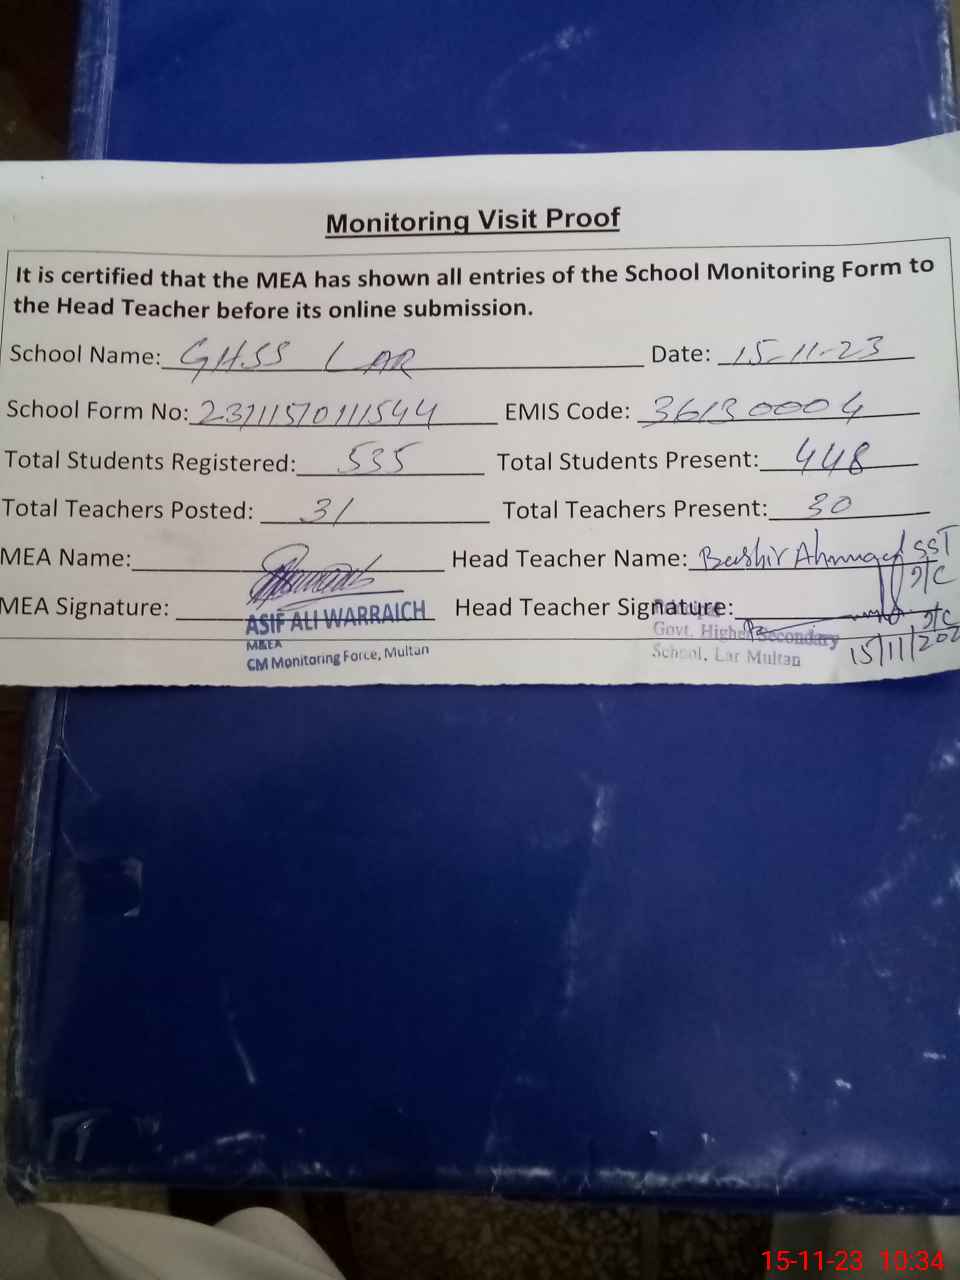 Monitoring Visit Proof
It is certified that the MEA has shown all entries of the School Monitoring Form to
the Head Teacher before its online submission.
School Name: GHSS LAR Date: 15-11-23
School Form No: 23711570111544 EMIS Code: 36130004
Total Students Registered: 535 Total Students Present: 448
Total Teachers Posted: 31 Total Teachers Present: 30
MEA Name: Head Teacher Name: Bashir Ahmad SST
I/C
MEA Signature: Head Teacher Signature:
ASIF ALI WARRAICH
M&EA
CM Monitoring Force, Multan
Govt. Higher Secondary
School, Lar Multan
I/C
15/11/202
15-11-23 10:34